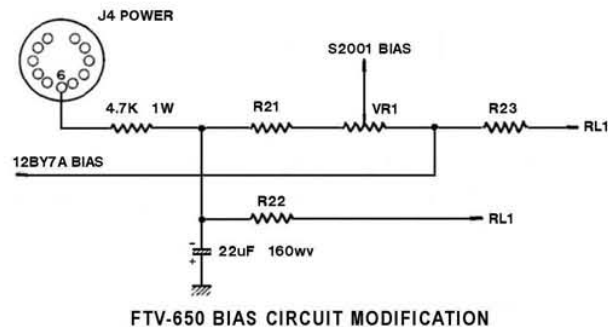 J4 POWER
6
S2001 BIAS
4.7K 1W
R21
VR1
R23
RL1
12BY7A BIAS
R22
RL1
-
+
22uF 160wv
FTV-650 BIAS CIRCUIT MODIFICATION